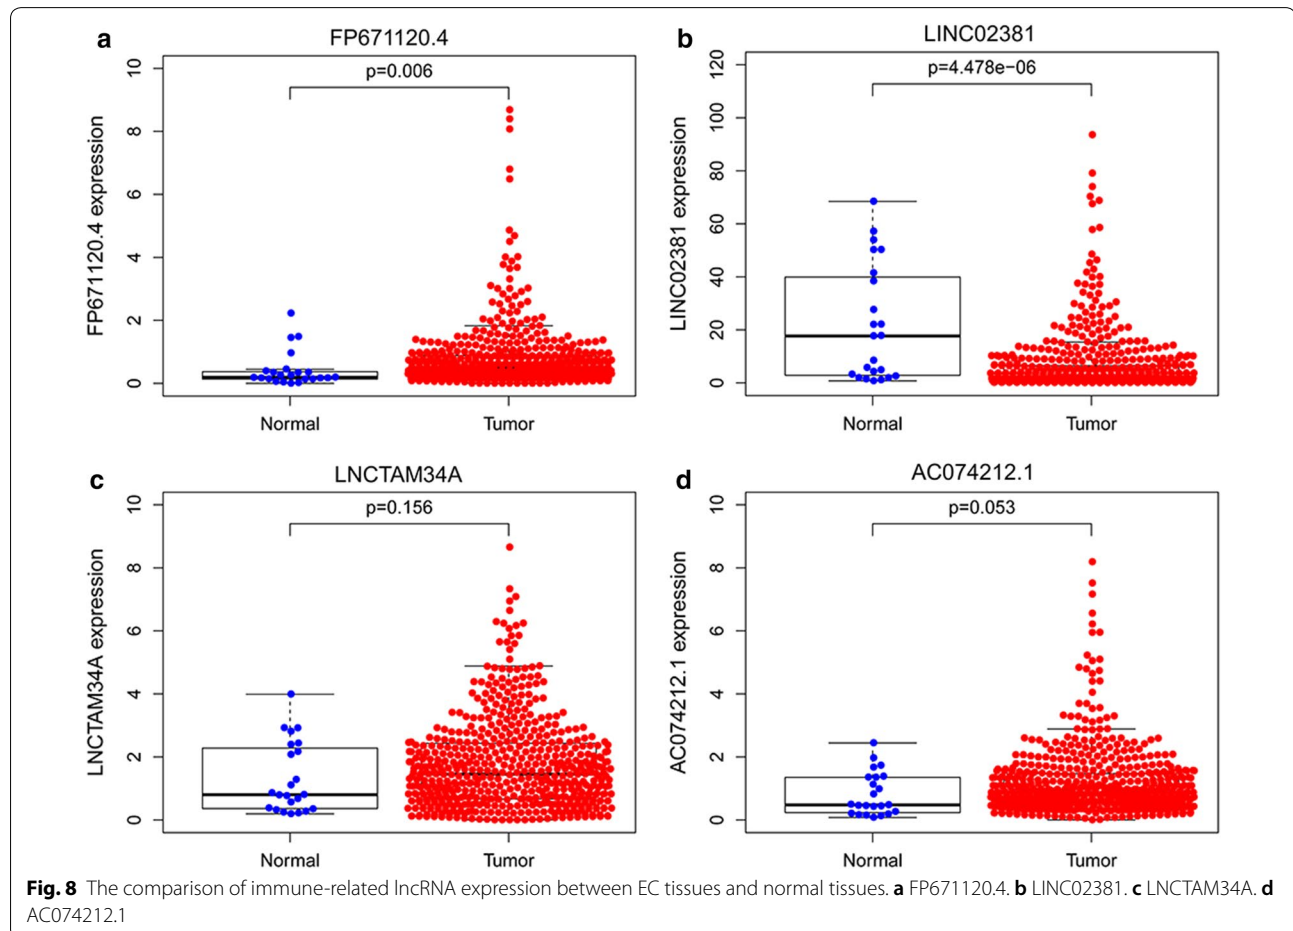 a
FP671120.4
p=0.006
FP671120.4 expression
10
8
6
4
2
0
Normal
Tumor
b
LINC02381
p=4.478e−06
LINC02381 expression
120
100
80
60
40
20
0
Normal
Tumor
c
LNCTAM34A
p=0.156
LNCTAM34A expression
10
8
6
4
2
0
Normal
Tumor
d
AC074212.1
p=0.053
AC074212.1 expression
10
8
6
4
2
0
Normal
Tumor
Fig. 8 The comparison of immune-related lncRNA expression between EC tissues and normal tissues. a FP671120.4. b LINC02381. c LNCTAM34A. d
AC074212.1